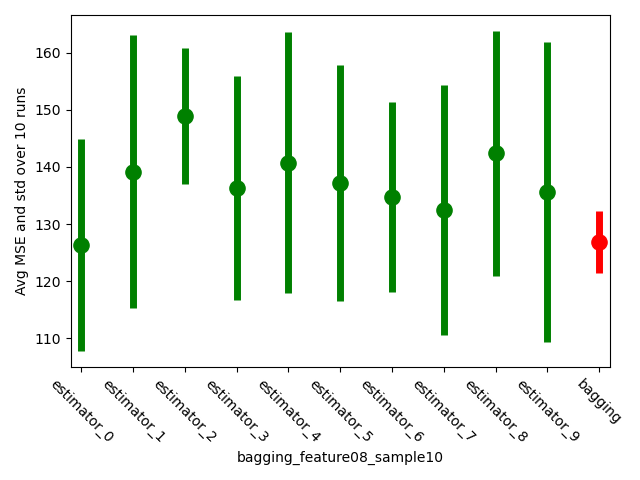 Avg MSE and std over 10 runs
160
150
140
130
120
110
estimator_0
estimator_1
estimator_2
estimator_3
estimator_4
estimator_5
estimator_6
estimator_7
estimator_8
estimator_9
bagging
bagging_feature08_sample10